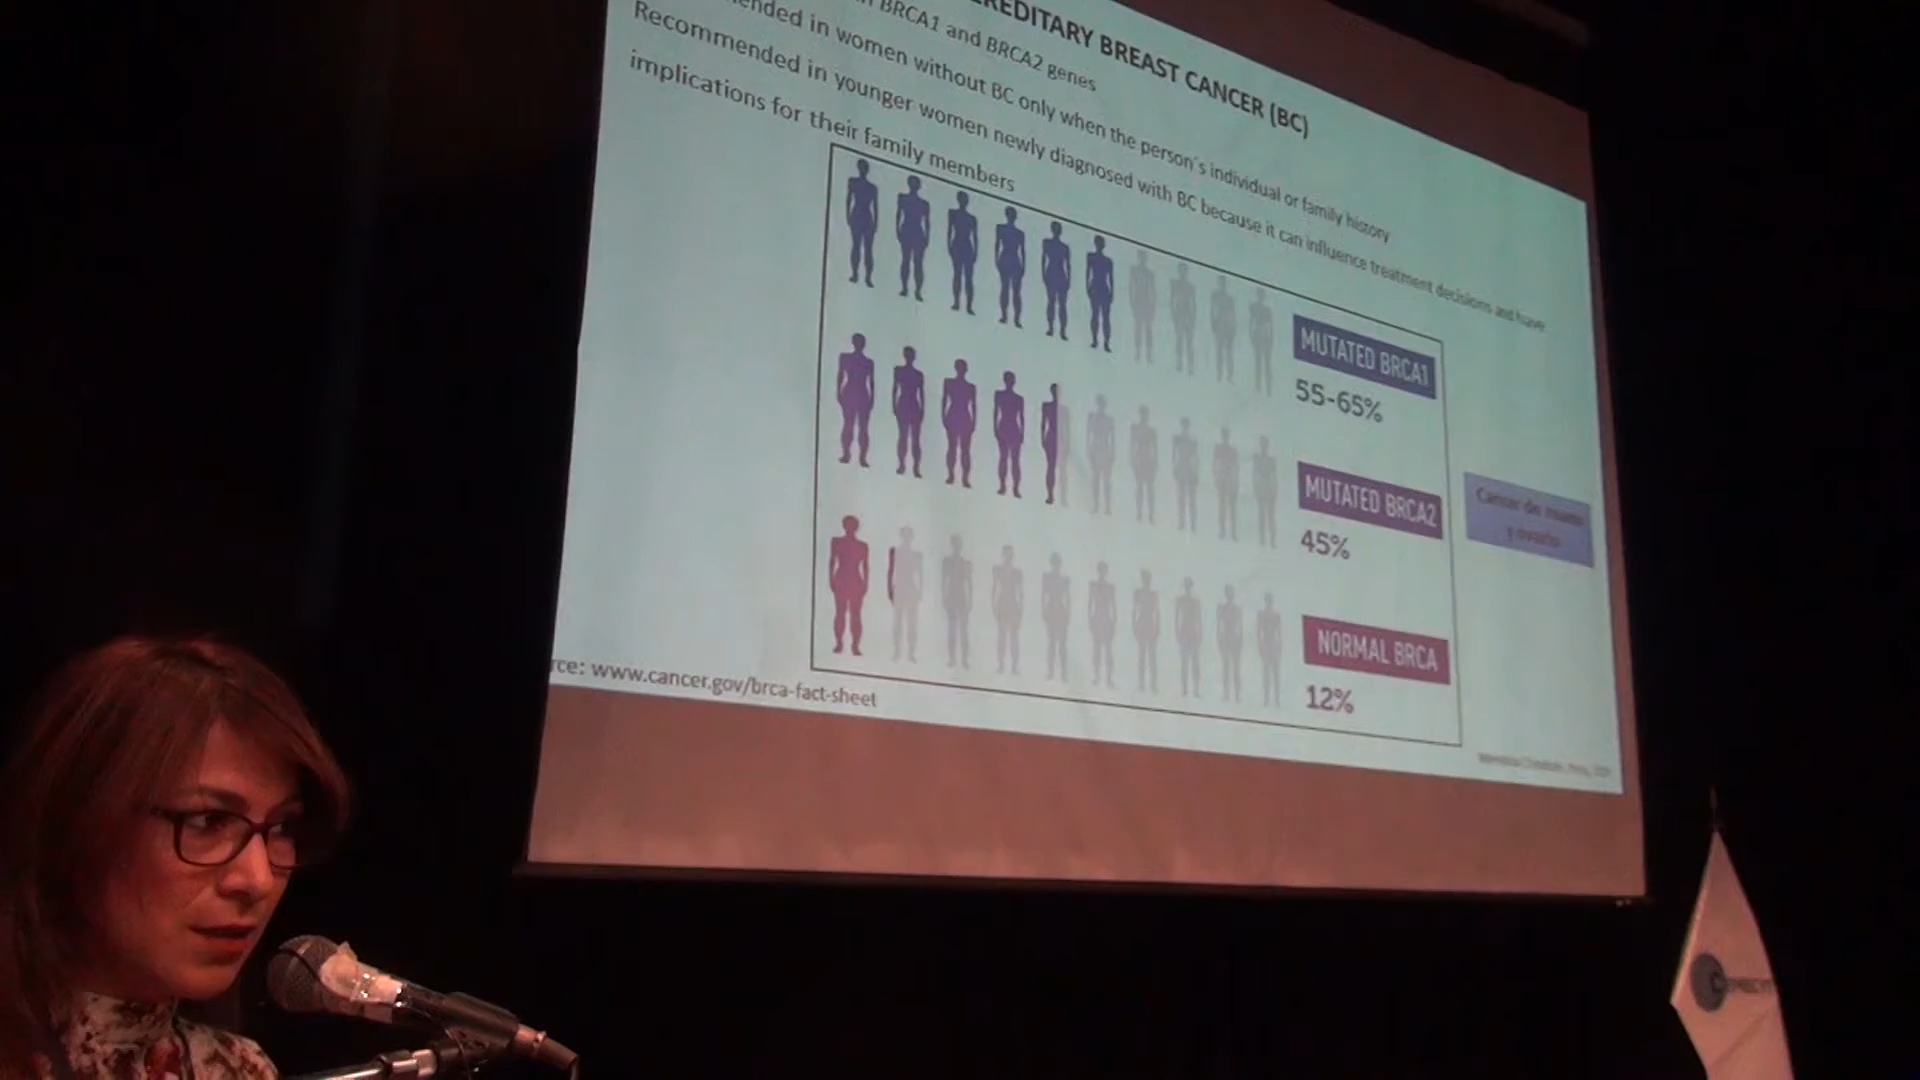 HEREDITARY BREAST CANCER (BC)
BRCA1 and BRCA2 genes
in women without BC only when the person´s individual or family history
Recommended in younger women newly diagnosed with BC because it can influence treatment decisions and have
implications for their family members
MUTATED BRCA1
55-65%
MUTATED BRCA2
45%
NORMAL BRCA
12%
www.cancer.gov/brca-fact-sheet